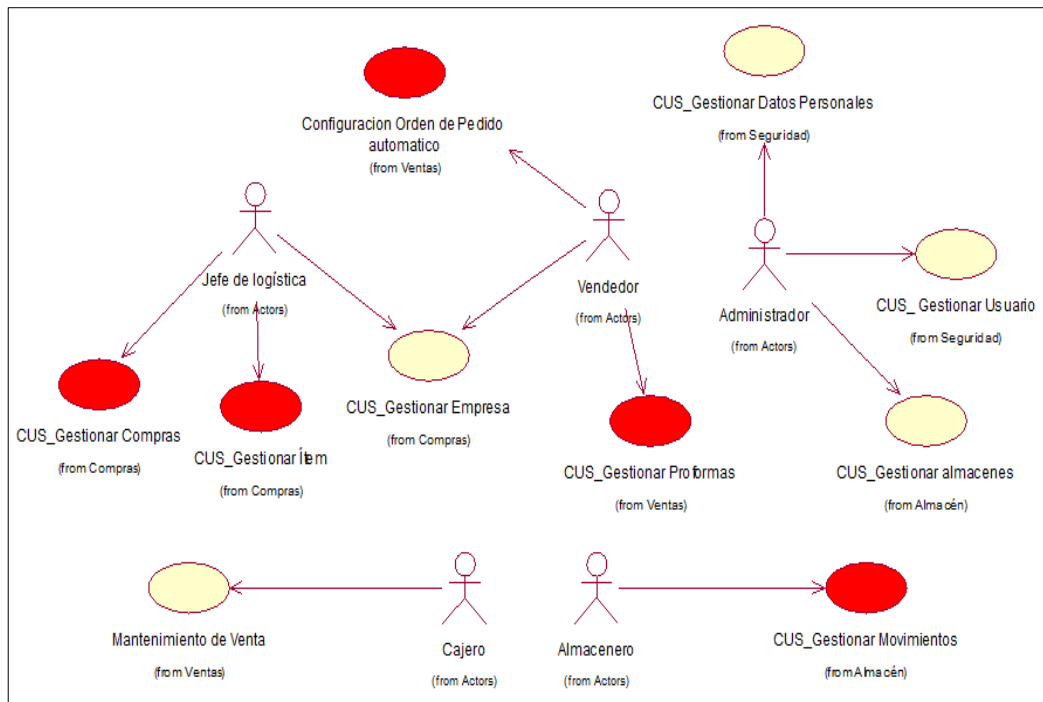 CUS_Gestionar Datos Personales
(from Seguridad)
Configuracion Orden de Pedido
automatico
(from Ventas)
Jefe de logística
(from Actors)
Vendedor
(from Actors)
Administrador
(from Actors)
CUS_ Gestionar Usuario
(from Seguridad)
CUS_Gestionar Compras
(from Compras)
CUS_Gestionar Ítem
(from Compras)
CUS_Gestionar Empresa
(from Compras)
CUS_Gestionar Proformas
(from Ventas)
CUS_Gestionar almacenes
(from Almacén)
Mantenimiento de Venta
(from Ventas)
Cajero
(from Actors)
Almacenero
(from Actors)
CUS_Gestionar Movimientos
(from Almacén)